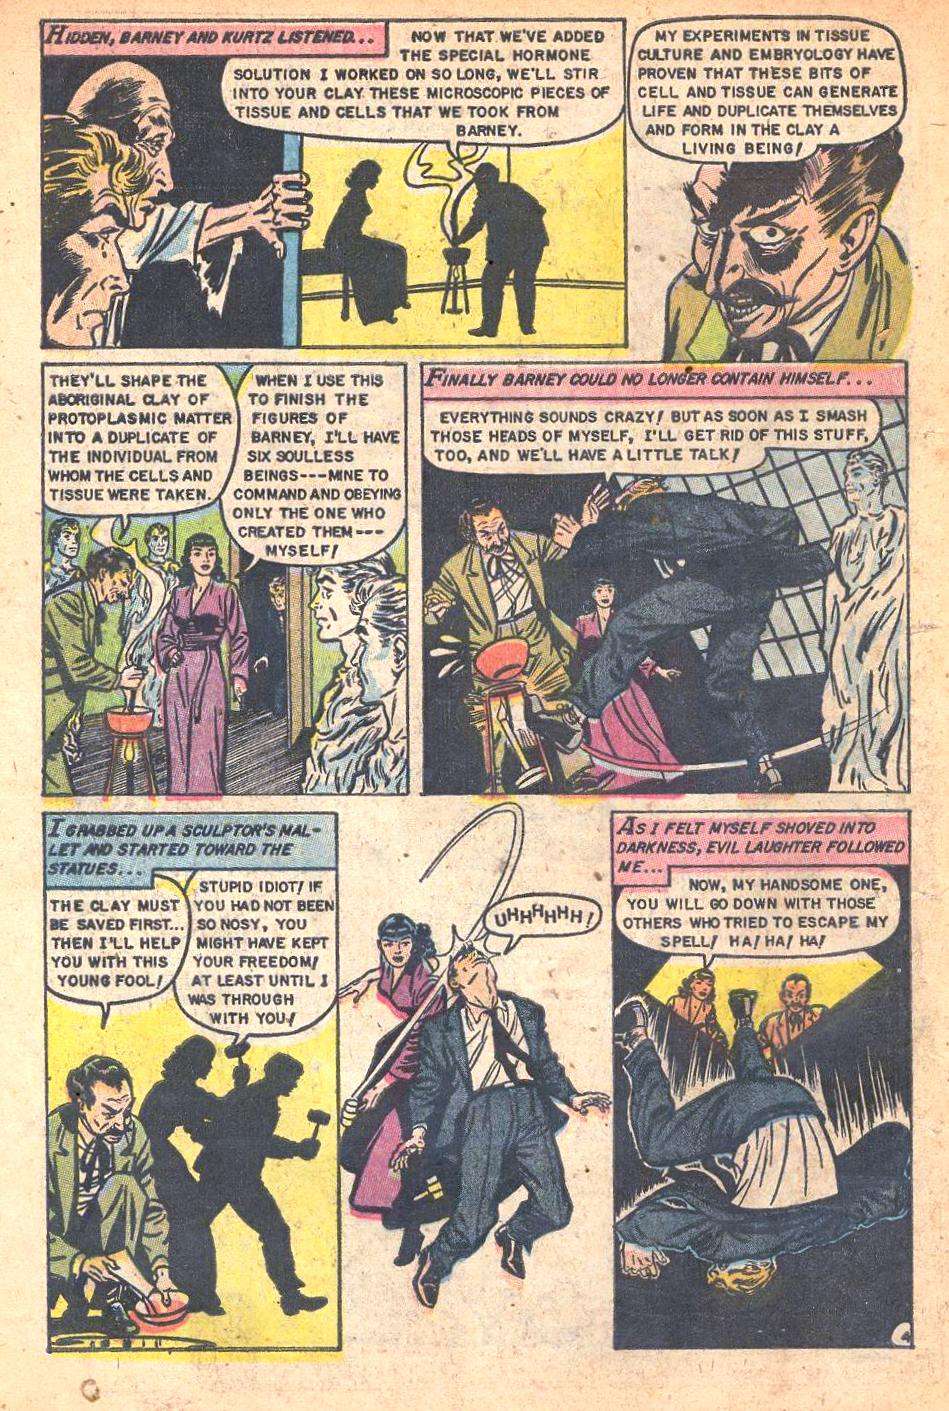 HIDDEN, BARNEY AND KURTZ LISTENED...
NOW THAT WE'VE ADDED
THE SPECIAL HORMONE
SOLUTION I WORKED ON SO LONG, WE'LL STIR
INTO YOUR CLAY THESE MICROSCOPIC PIECES OF
TISSUE AND CELLS THAT WE TOOK FROM
BARNEY.
MY EXPERIMENTS IN TISSUE
CULTURE AND EMBRYOLOGY HAVE
PROVEN THAT THESE BITS OF
CELL AND TISSUE CAN GENERATE
LIFE AND DUPLICATE THEMSELVES
AND FORM IN THE CLAY A
LIVING BEING!
THEY'LL SHAPE THE
ABORIGINAL CLAY OF
PROTOPLASMIC MATTER
INTO A DUPLICATE OF
THE INDIVIDUAL FROM
WHOM THE CELLS AND
TISSUE WERE TAKEN.
WHEN I USE THIS
TO FINISH THE
FIGURES OF
BARNEY, I'LL HAVE
SIX SOULLESS
BEINGS---MINE TO
COMMAND AND OBEYING
ONLY THE ONE WHO
CREATED THEM---
MYSELF!
FINALLY BARNEY COULD NO LONGER CONTAIN HIMSELF...
EVERYTHING SOUNDS CRAZY! BUT AS SOON AS I SMASH
THOSE HEADS OF MYSELF, I'LL GET RID OF THIS STUFF,
TOO, AND WE'LL HAVE A LITTLE TALK!
I GRABBED UP A SCULPTOR'S MAL-
LET AND STARTED TOWARD THE
STATUES...
THE CLAY MUST
BE SAVED FIRST...
THEN I'LL HELP
YOU WITH THIS
YOUNG FOOL!
STUPID IDIOT! IF
YOU HAD NOT BEEN
SO NOSY, YOU
MIGHT HAVE KEPT
YOUR FREEDOM!
AT LEAST UNTIL I
WAS THROUGH
WITH YOU!
UHHHHHH!
AS I FELT MYSELF SHOVED INTO
DARKNESS, EVIL LAUGHTER FOLLOWED
ME...
NOW, MY HANDSOME ONE,
YOU WILL GO DOWN WITH THOSE
OTHERS WHO TRIED TO ESCAPE MY
SPELL! HA! HA! HA!